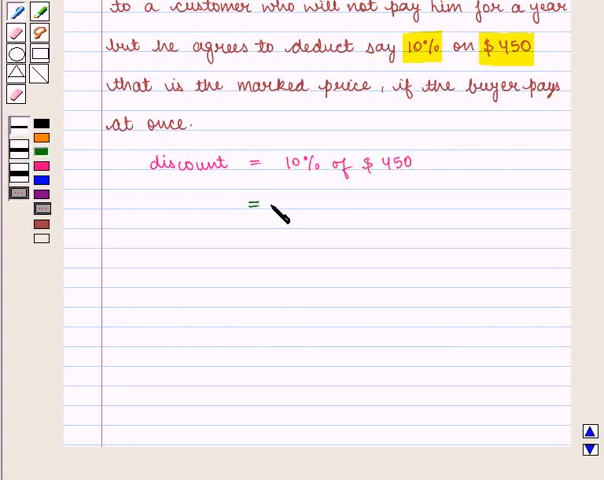 to a customer who will not pay him for a year
but he agrees to deduct say 10% on $450
that is the marked price, if the buyer pays
at once.
discount = 10% of $450
=